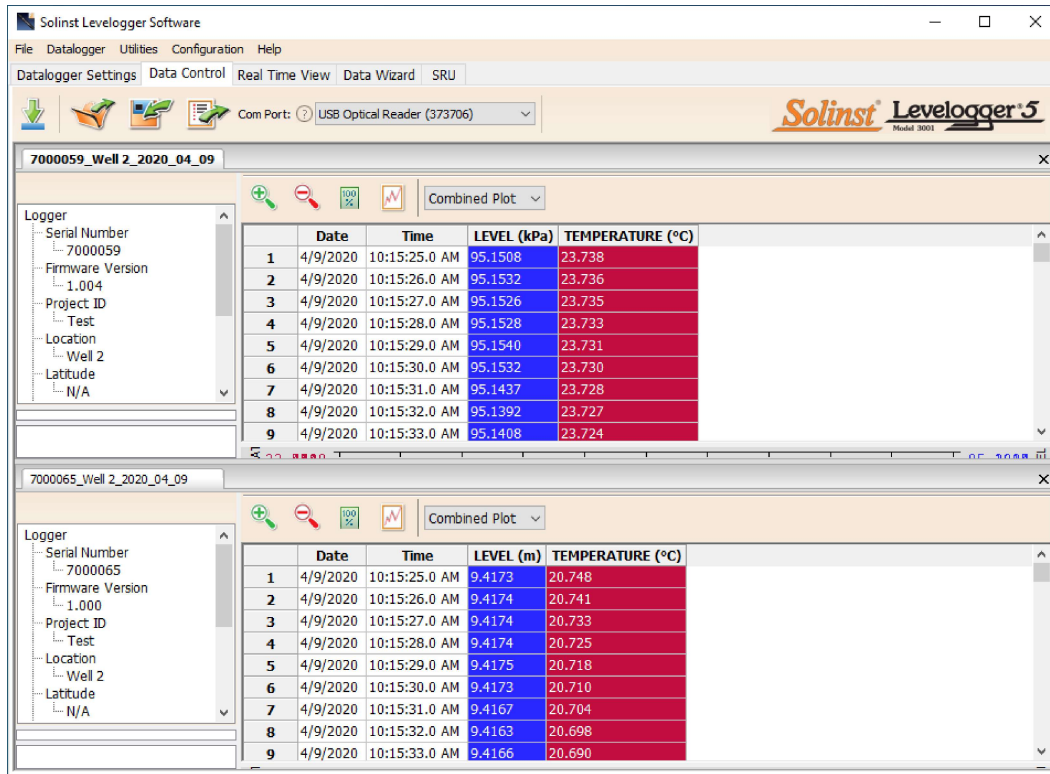 Solinst Levelogger Software
File Datalogger Utilities Configuration Help
Datalogger Settings Data Control Real Time View Data Wizard SRU
Com Port: ? USB Optical Reader (373706)
Solinst Levelogger 5
Model 3001
7000059_Well 2_2020_04_09
100 %
Combined Plot
Logger
Serial Number
7000059
Firmware Version
1.004
Project ID
Test
Location
Well 2
Latitude
N/A
Date Time LEVEL (kPa) TEMPERATURE (ºC)
1 4/9/2020 10:15:25.0 AM 95.1508 23.738
2 4/9/2020 10:15:26.0 AM 95.1532 23.736
3 4/9/2020 10:15:27.0 AM 95.1526 23.735
4 4/9/2020 10:15:28.0 AM 95.1528 23.733
5 4/9/2020 10:15:29.0 AM 95.1540 23.731
6 4/9/2020 10:15:30.0 AM 95.1532 23.730
7 4/9/2020 10:15:31.0 AM 95.1437 23.728
8 4/9/2020 10:15:32.0 AM 95.1392 23.727
9 4/9/2020 10:15:33.0 AM 95.1408 23.724
7000065_Well 2_2020_04_09
100 %
Combined Plot
Logger
Serial Number
7000065
Firmware Version
1.000
Project ID
Test
Location
Well 2
Latitude
N/A
Date Time LEVEL (m) TEMPERATURE (ºC)
1 4/9/2020 10:15:25.0 AM 9.4173 20.748
2 4/9/2020 10:15:26.0 AM 9.4174 20.741
3 4/9/2020 10:15:27.0 AM 9.4174 20.733
4 4/9/2020 10:15:28.0 AM 9.4174 20.725
5 4/9/2020 10:15:29.0 AM 9.4175 20.718
6 4/9/2020 10:15:30.0 AM 9.4173 20.710
7 4/9/2020 10:15:31.0 AM 9.4167 20.704
8 4/9/2020 10:15:32.0 AM 9.4163 20.698
9 4/9/2020 10:15:33.0 AM 9.4166 20.690